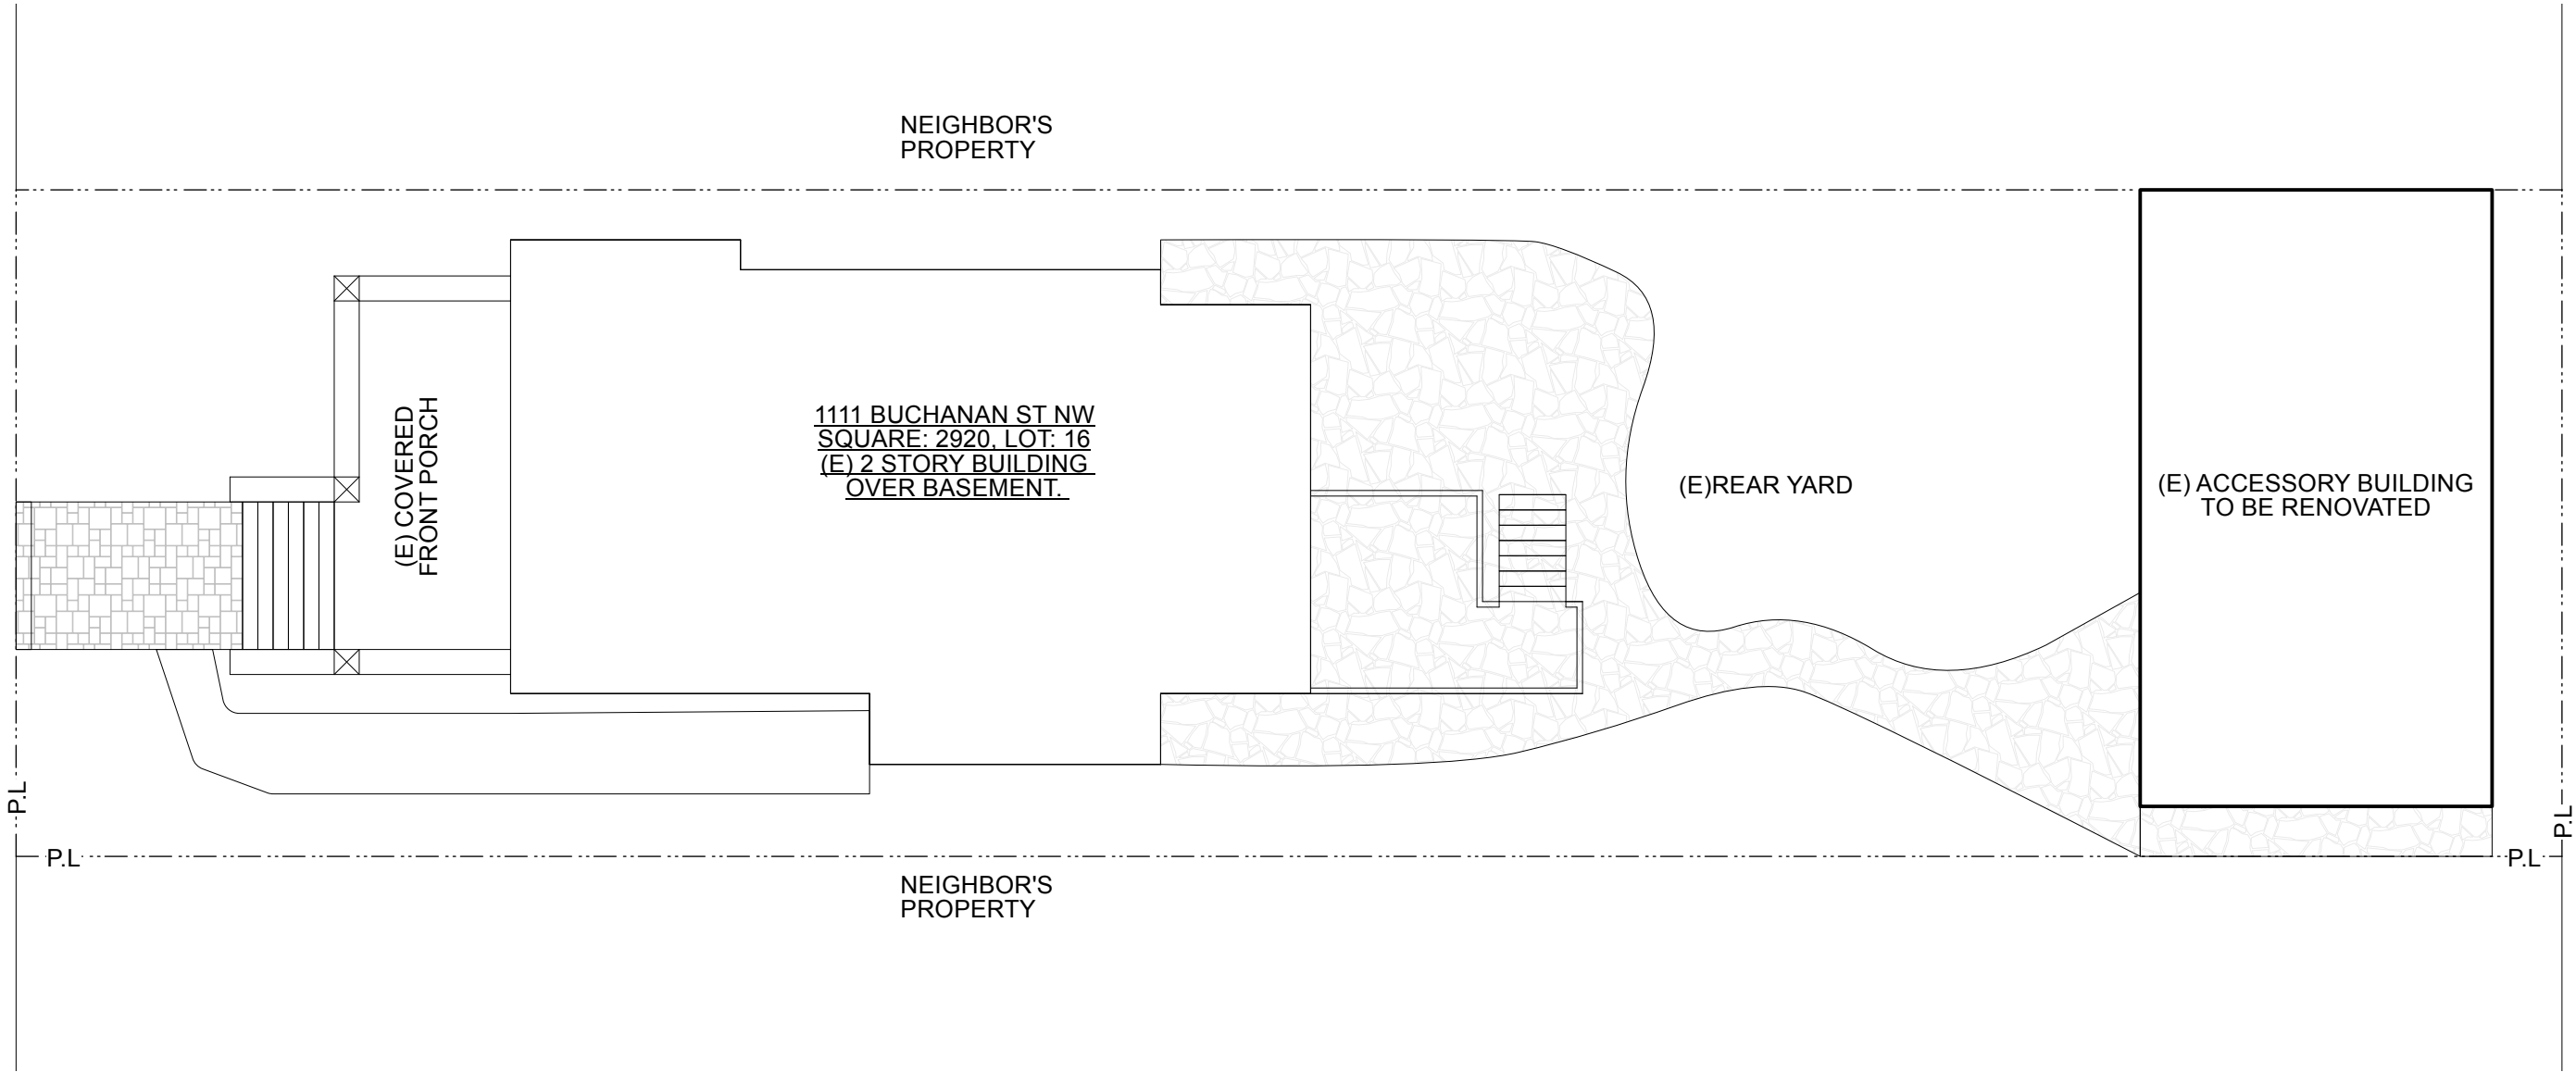 NEIGHBOR'S
PROPERTY
(E) COVERED
FRONT PORCH
1111 BUCHANAN ST NW
SQUARE: 2920, LOT: 16
(E) 2 STORY BUILDING
OVER BASEMENT.
(E)REAR YARD
(E) ACCESSORY BUILDING
TO BE RENOVATED
P.L
P.L
P.L
P.L
NEIGHBOR'S
PROPERTY